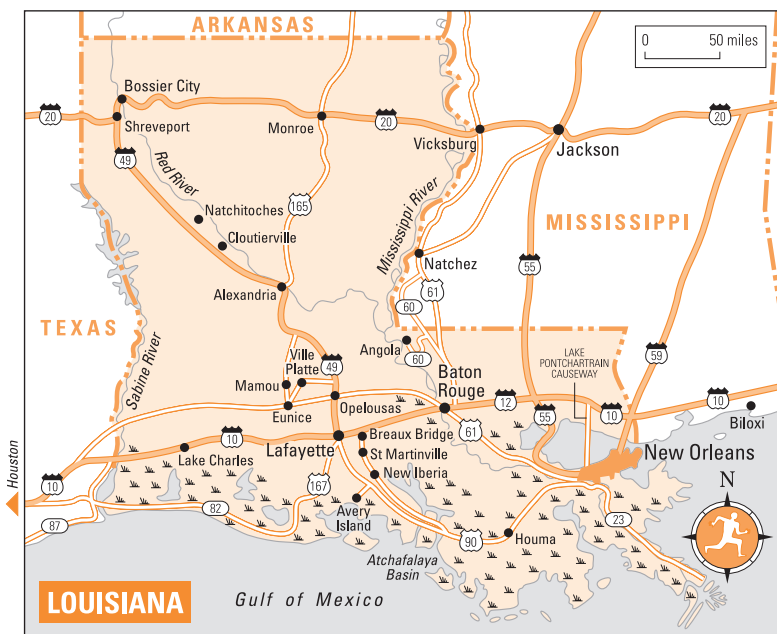 ARKANSAS
0 50 miles
Bossier City
20
Shreveport
Monroe
20
Vicksburg
Jackson
20
49
Red River
165
Natchitoches
Cloutierville
Mississippi River
MISSISSIPPI
Natchez
55
61
60
Alexandria
TEXAS
Sabine River
Angola
60
LAKE
PONTCHARTRAIN
CAUSEWAY
59
Ville
Platte
49
Mamou
Baton
Rouge
12
Eunice
Opelousas
55
10
10
Biloxi
61
10
Lafayette
Breaux Bridge
St Martinville
New Iberia
Lake Charles
New Orleans
Houston
10
167
N
82
87
Avery
Island
90
Houma
23
Atchafalaya
Basin
LOUISIANA
Gulf of Mexico